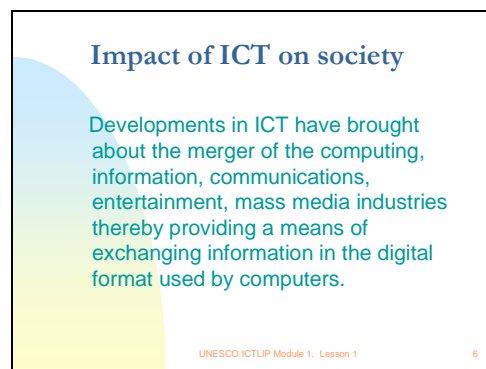 Impact of ICT on society
Developments in ICT have brought
about the merger of the computing,
information, communications,
entertainment, mass media industries
thereby providing a means of
exchanging information in the digital
format used by computers.
UNESCO ICTLIP Module 1. Lesson 1 6